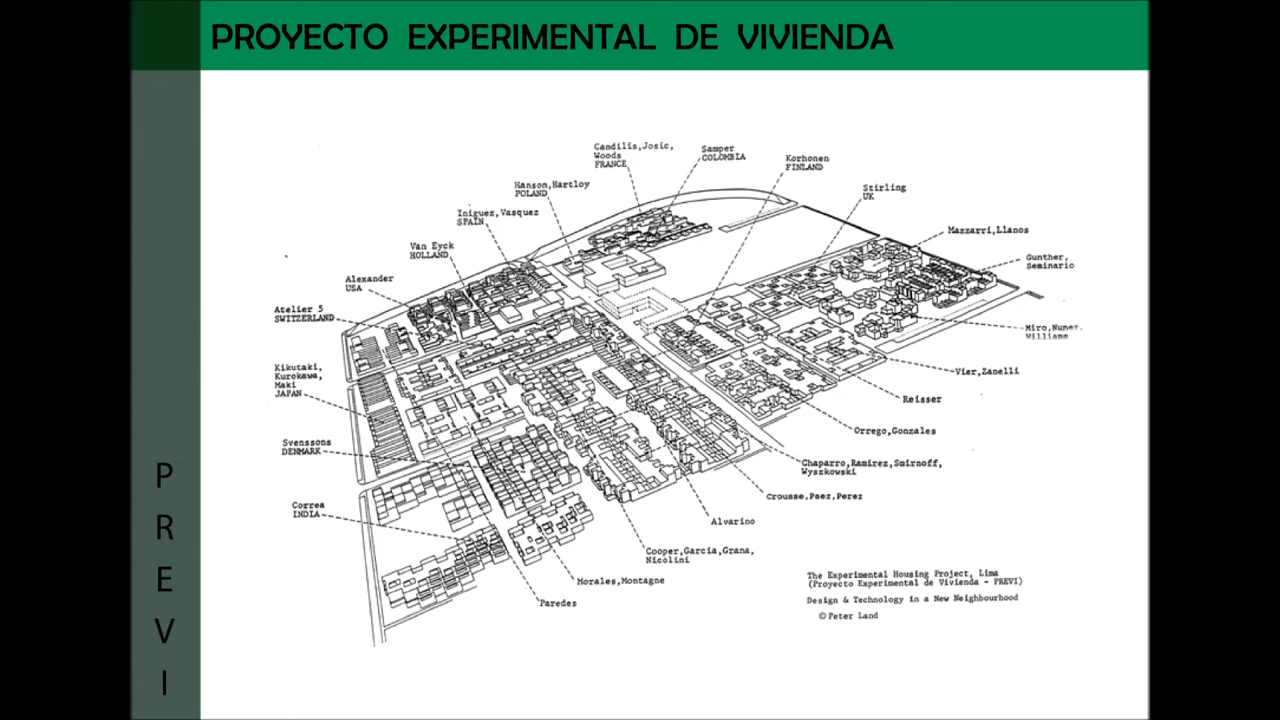 PROYECTO EXPERIMENTAL DE VIVIENDA
Candilis,Josic,
Woods
FRANCE
Samper
COLOMBIA
Korhonen
FINLAND
Hanson,Hartloy
POLAND
Stirling
UK
Iniguez,Vasquez
SPAIN
Mazzarri,Llanos
Van Eyck
HOLLAND
Gunther,
Seminario
Alexander
USA
Atelier 5
SWITZERLAND
Miro,Nunez,
Williams
Kikutaki,
Kurokawa,
Maki
JAPAN
Vier,Zanelli
Reisser
Orrego,Gonzales
Svenssons
DENMARK
Chaparro,Ramirez,Smirnoff,
Wyszkowski
Crousse,Paez,Perez
Correa
INDIA
Alvarino
Cooper,Garcia,Grana,
Nicolini
Morales,Montagne
Paredes
The Experimental Housing Project, Lima
(Proyecto Experimental de Vivienda - PREVI)
Design & Technology in a New Neighbourhood
© Peter Land
P
R
E
V
I